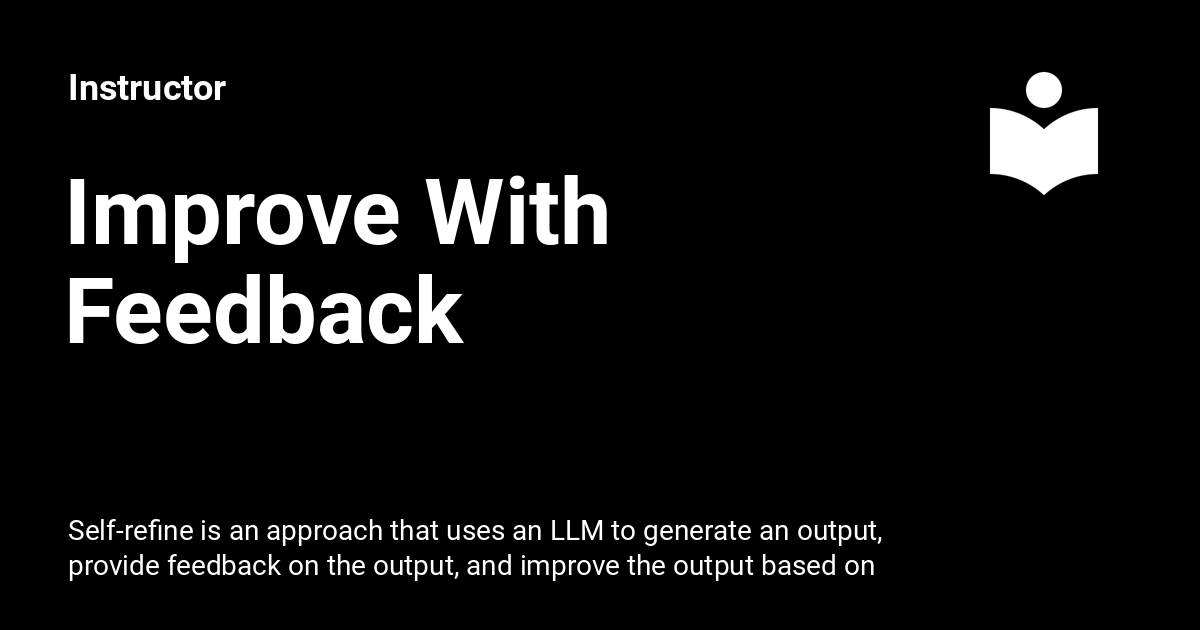 Instructor
Improve With
Feedback
Self-refine is an approach that uses an LLM to generate an output,
provide feedback on the output, and improve the output based on